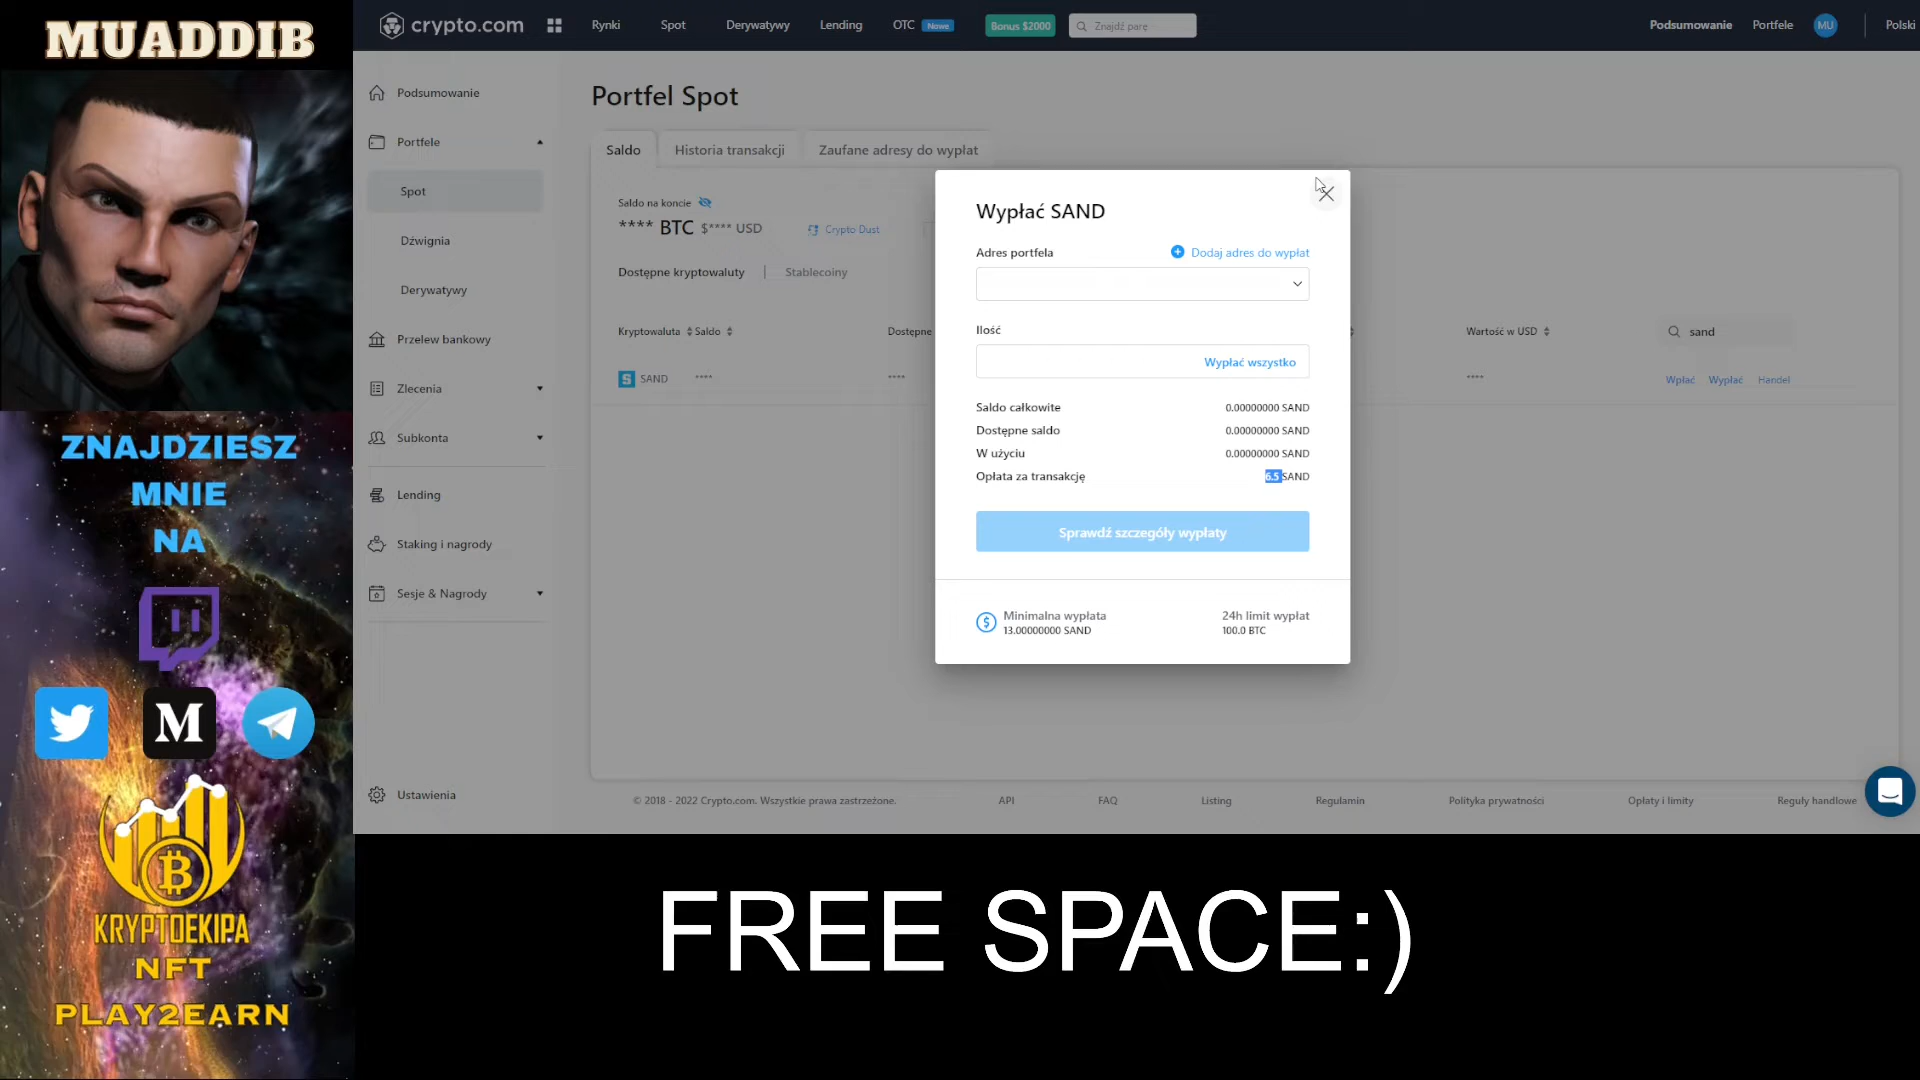 MUADDIB
ZNAJDZIESZ
MNIE
NA
M
KRYPTOEKIPA
NFT
PLAY2EARN
crypto.com
Rynki
Spot
Derywatywy
Lending
OTC Nowe
Bonus $2000
Znajdź parę
Podsumowanie
Portfele
MU
Polski
Podsumowanie
Portfele
Spot
Dźwignia
Derywatywy
Przelew bankowy
Zlecenia
Subkonta
Lending
Staking i nagrody
Sesje & Nagrody
Ustawienia
Portfel Spot
Saldo Historia transakcji Zaufane adresy do wypłat
Saldo na koncie
**** BTC $**** USD Crypto Dust
Dostępne kryptowaluty | Stablecoiny
Kryptowaluta Saldo Dostępne Wartość w USD sand
SAND **** **** **** Wpłać Wypłać Handel
Wypłać SAND
Adres portfela Dodaj adres do wypłat
Ilość
Wypłać wszystko
Saldo całkowite 0.00000000 SAND
Dostępne saldo 0.00000000 SAND
W użyciu 0.00000000 SAND
Opłata za transakcję 6.5 SAND
Sprawdź szczegóły wypłaty
Minimalna wypłata 24h limit wypłat
13.00000000 SAND 100.0 BTC
© 2018 - 2022 Crypto.com. Wszystkie prawa zastrzeżone. API FAQ Listing Regulamin Polityka prywatności Opłaty i limity Reguły handlowe
FREE SPACE:)